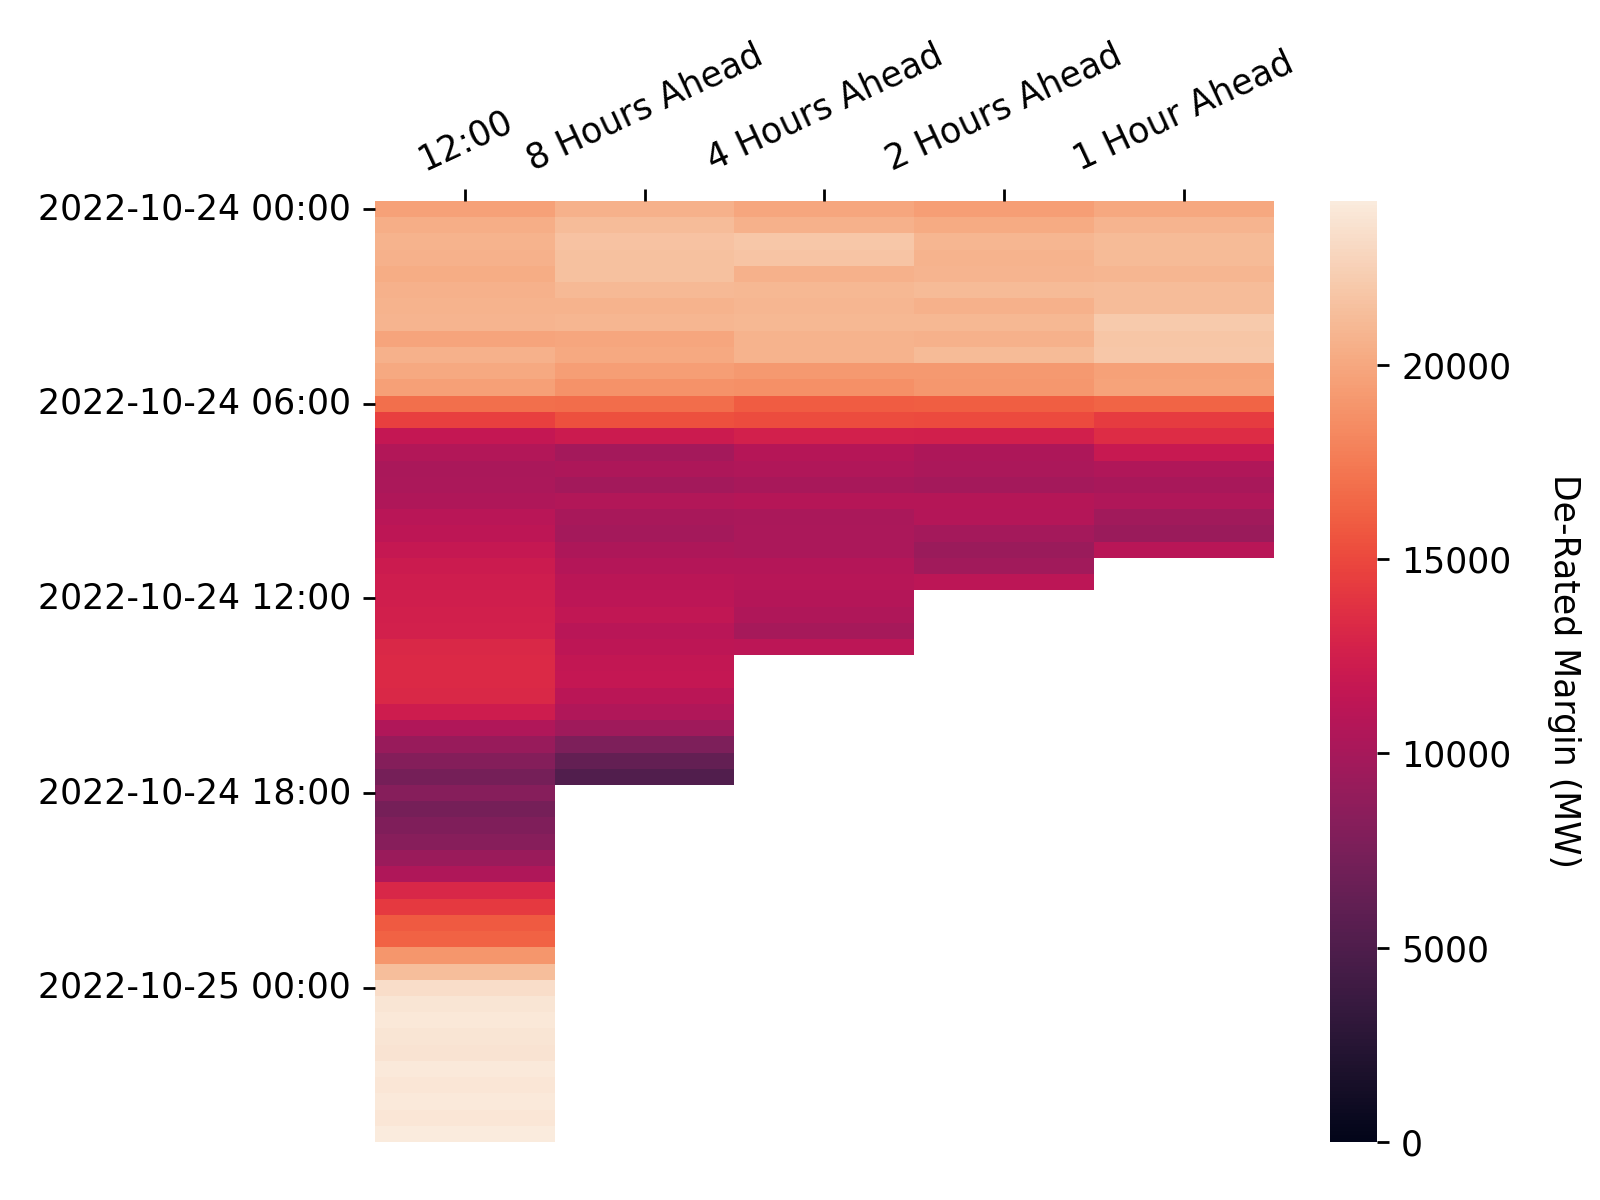 12:00
8 Hours Ahead
4 Hours Ahead
2 Hours Ahead
1 Hour Ahead
2022-10-24 00:00
2022-10-24 06:00
2022-10-24 12:00
2022-10-24 18:00
2022-10-25 00:00
20000
15000
10000
5000
0
De-Rated Margin (MW)